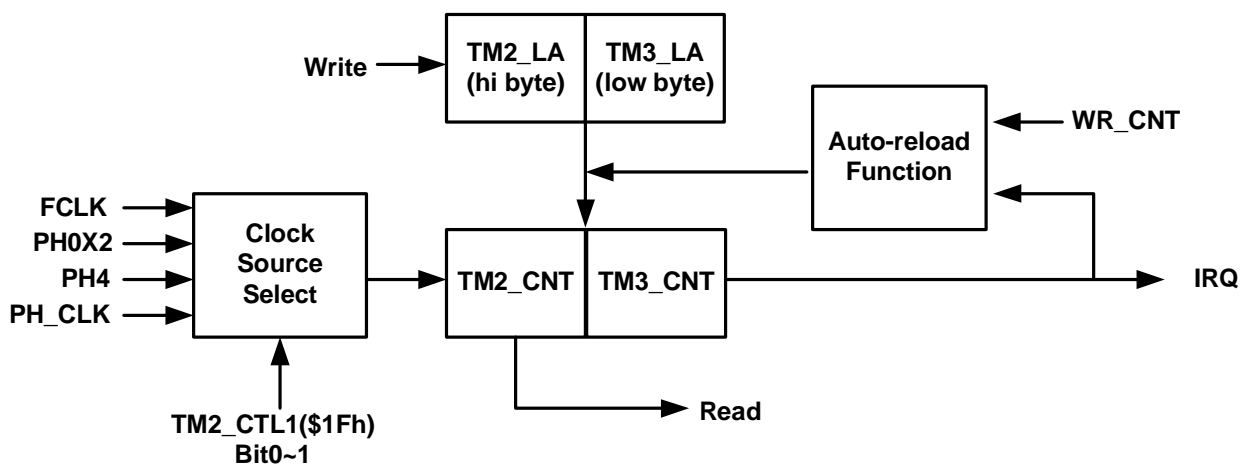 TM2_LA
(hi byte)
TM3_LA
(low byte)
Write
Auto-reload
Function
WR_CNT
FCLK
PH0X2
PH4
PH_CLK
Clock
Source
Select
TM2_CNT
TM3_CNT
IRQ
Read
TM2_CTL1($1Fh)
Bit0~1